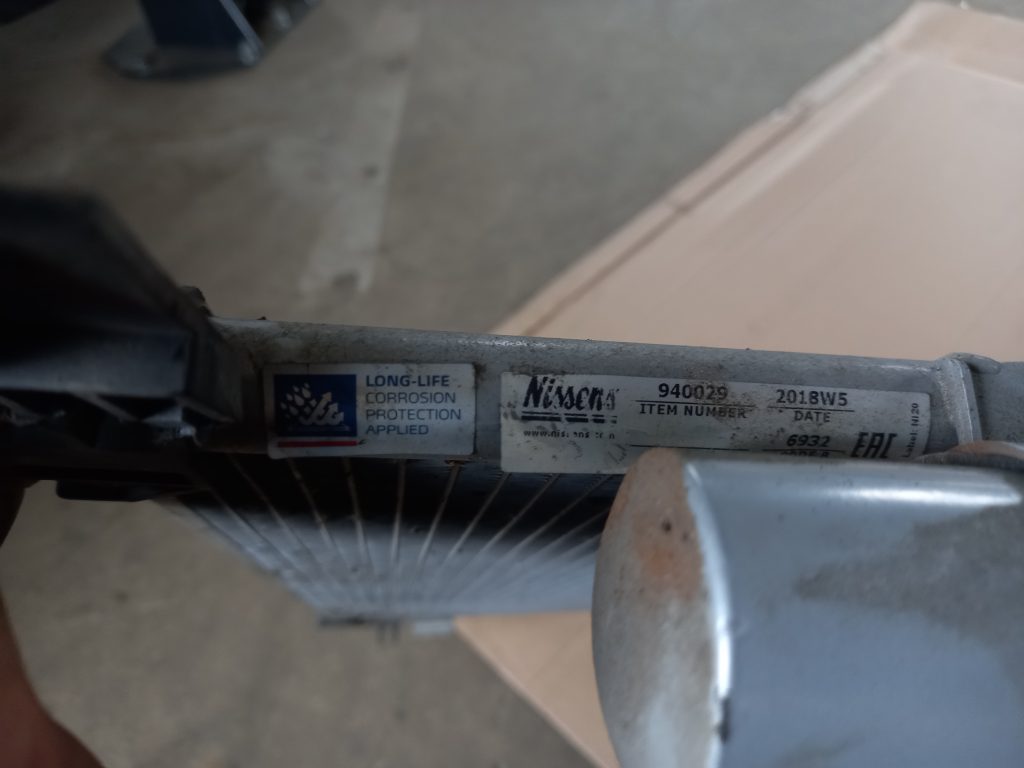 LONG-LIFE
CORROSION
PROTECTION
APPLIED
Nissens
940029
ITEM NUMBER
2018W5
DATE
6932
EAC